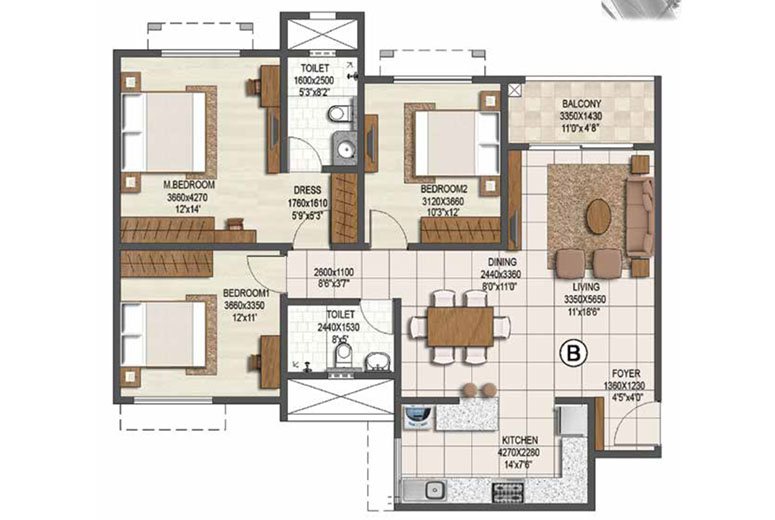 TOILET
1600x2500
5'3"x8'2"
BALCONY
3350X1430
11'0"x 4'8"
M.BEDROOM
3660x4270
12'x14'
DRESS
1760x1610
5'9"x5'3"
BEDROOM2
3120X3660
10'3"x12'
2600x1100
8'6"x3'7"
DINING
2440x3360
8'0"x11'0"
LIVING
3350X5650
11'x18'6"
BEDROOM1
3660x3350
12'x11'
TOILET
2440X1530
8'x5'
B
FOYER
1360X1230
4'5"x4'0"
KITCHEN
4270X2280
14'x7'6"